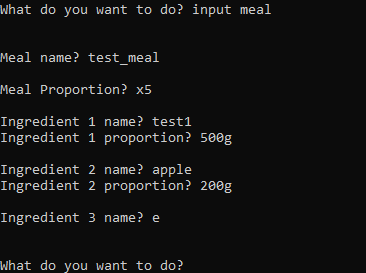 What do you want to do? input meal
Meal name? test_meal
Meal Proportion? x5
Ingredient 1 name? test1
Ingredient 1 proportion? 500g
Ingredient 2 name? apple
Ingredient 2 proportion? 200g
Ingredient 3 name? e
What do you want to do?